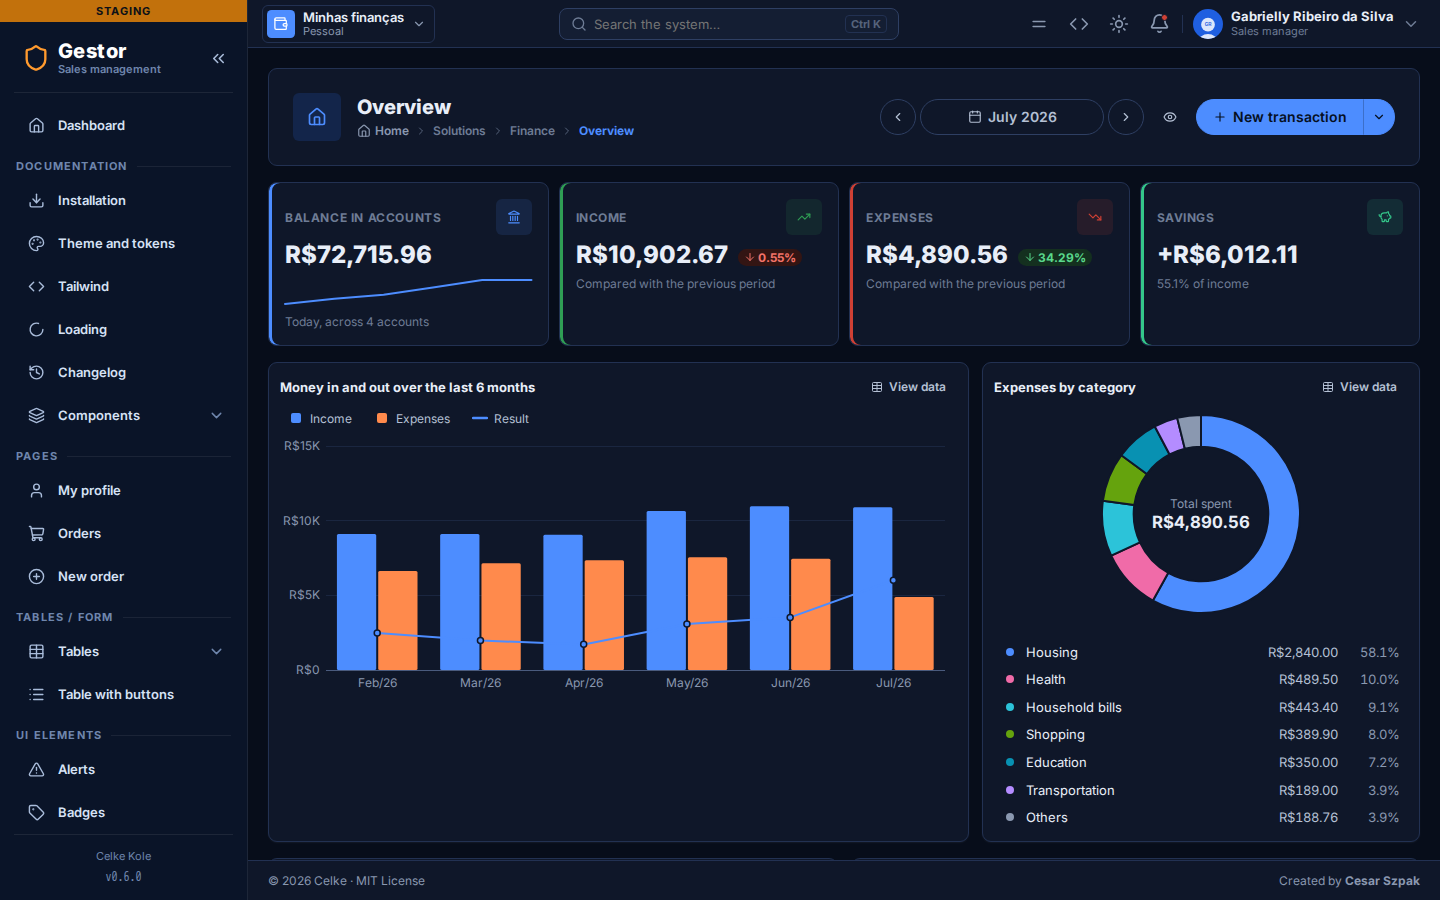 STAGING
Gestor
Sales management
Dashboard
DOCUMENTATION
Installation
Theme and tokens
Tailwind
Loading
Changelog
Components
PAGES
My profile
Orders
New order
TABLES / FORM
Tables
Table with buttons
UI ELEMENTS
Alerts
Badges
Celke Kole
v0.6.0
Minhas finanças
Pessoal
Search the system...
Ctrl K
GR
Gabrielly Ribeiro da Silva
Sales manager
Overview
Home Solutions Finance Overview
July 2026
New transaction
BALANCE IN ACCOUNTS
R$72,715.96
Today, across 4 accounts
INCOME
R$10,902.67 0.55%
Compared with the previous period
EXPENSES
R$4,890.56 34.29%
Compared with the previous period
SAVINGS
+R$6,012.11
55.1% of income
Money in and out over the last 6 months
View data
Income Expenses Result
R$15K
R$10K
R$5K
R$0
Feb/26 Mar/26 Apr/26 May/26 Jun/26 Jul/26
Expenses by category
View data
Total spent
R$4,890.56
Housing R$2,840.00 58.1%
Health R$489.50 10.0%
Household bills R$443.40 9.1%
Shopping R$389.90 8.0%
Education R$350.00 7.2%
Transportation R$189.00 3.9%
Others R$188.76 3.9%
© 2026 Celke · MIT License
Created by Cesar Szpak